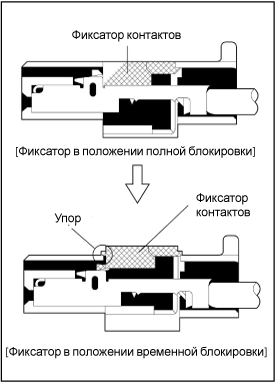 Фиксатор контактов
[Фиксатор в положении полной блокировки]
Упор
Фиксатор
контактов
[Фиксатор в положении временной блокировки]